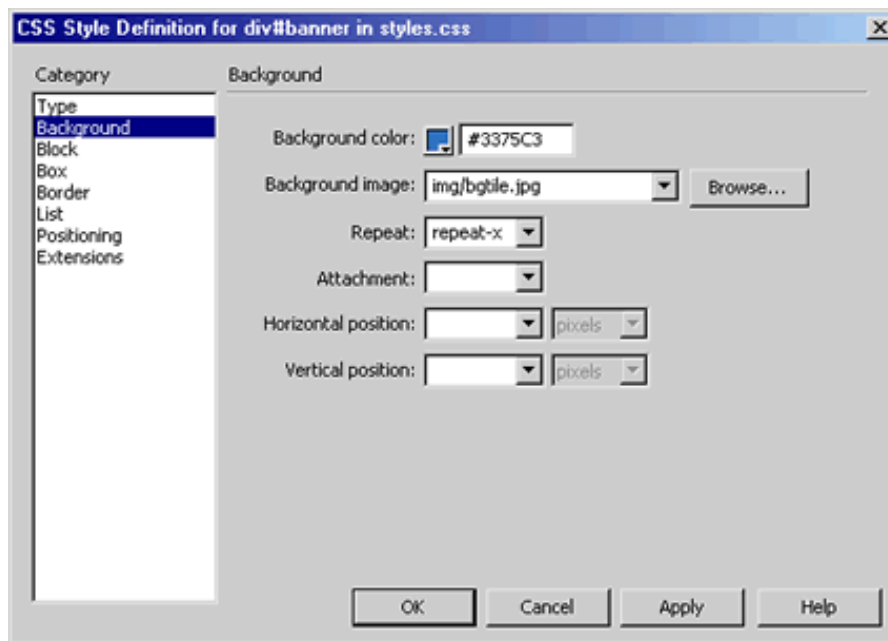 CSS Style Definition for div#banner in styles.css
Category
Background
Type
Background
Block
Box
Border
List
Positioning
Extensions
Background color: #3375C3
Background image: img/bgtile.jpg Browse...
Repeat: repeat-x
Attachment:
Horizontal position: pixels
Vertical position: pixels
OK Cancel Apply Help